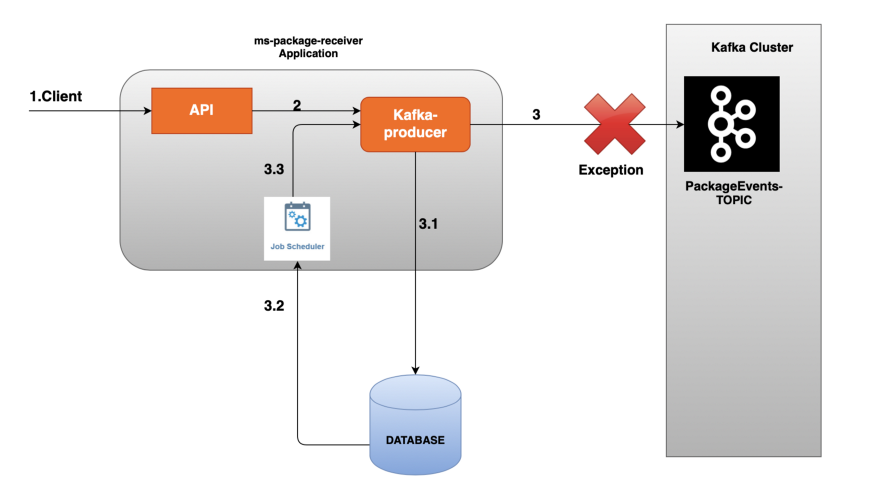 ms-package-receiver
Application
Kafka Cluster
1.Client
API
2
Kafka-
producer
3
Exception
PackageEvents-
TOPIC
3.3
Job Scheduler
3.1
3.2
DATABASE